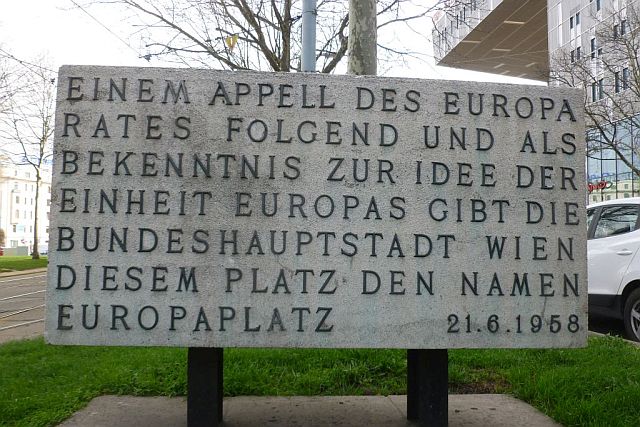 EINEM APPELL DES EUROPA
RATES FOLGEND UND ALS
BEKENNTNIS ZUR IDEE DER
EINHEIT EUROPAS GIBT DIE
BUNDESHAUPTSTADT WIEN
DIESEM PLATZ DEN NAMEN
EUROPAPLATZ 21.6.1958